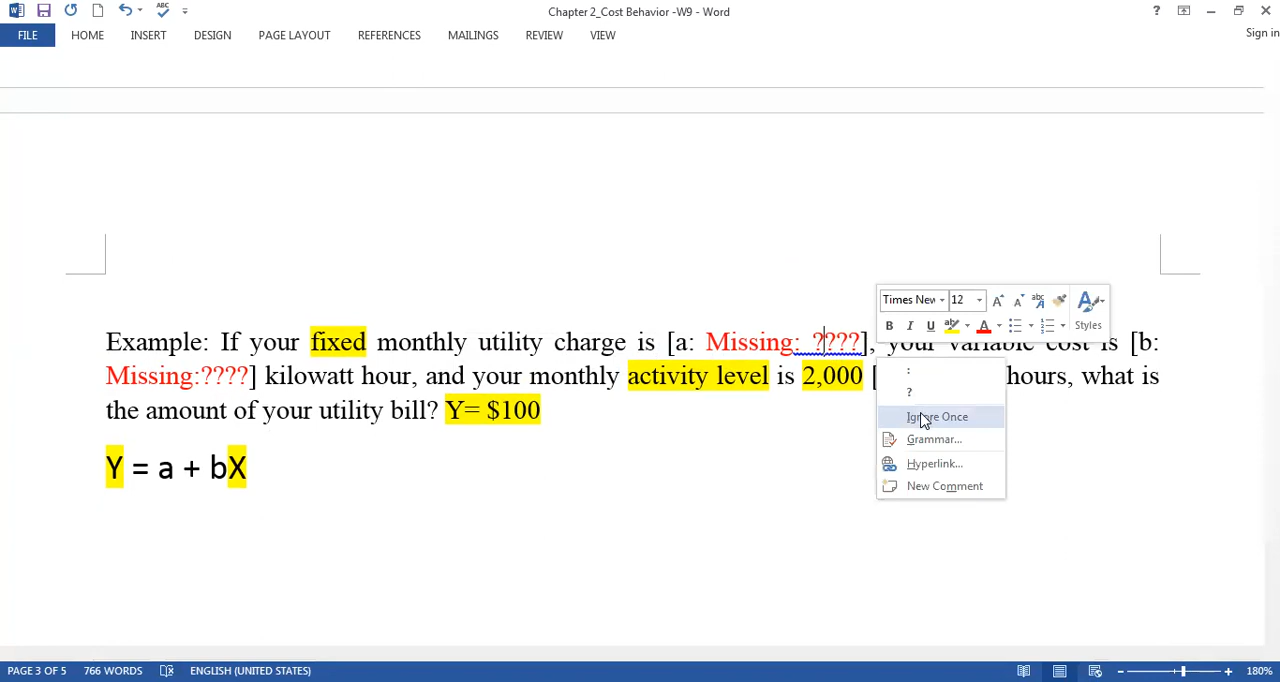 Chapter 2_Cost Behavior -W9 - Word
Sign in
FILE HOME INSERT DESIGN PAGE LAYOUT REFERENCES MAILINGS REVIEW VIEW
Times New 12
Styles
Example: If your fixed monthly utility charge is [a: Missing: ????], your variable cost is [b:
Missing:????] kilowatt hour, and your monthly activity level is 2,000 [ hours, what is
the amount of your utility bill? Y= $100
Y = a + bX
:
?
Ignore Once
Grammar...
Hyperlink...
New Comment
PAGE 3 OF 5 766 WORDS ENGLISH (UNITED STATES) 180%